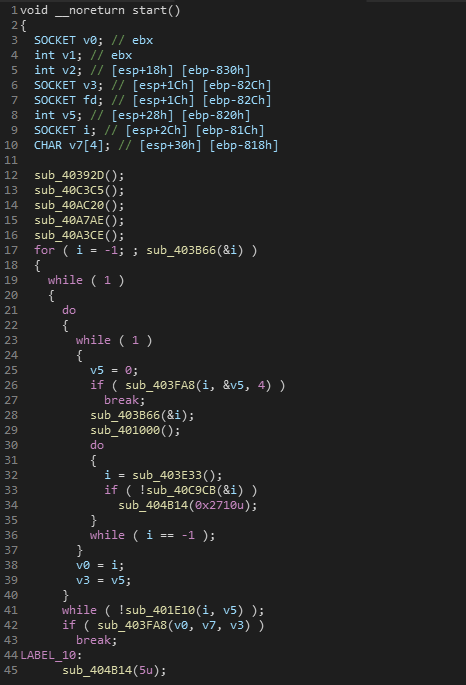 1 void __noreturn start()
2 {
3 SOCKET v0; // ebx
4 int v1; // ebx
5 int v2; // [esp+18h] [ebp-830h]
6 SOCKET v3; // [esp+1Ch] [ebp-82Ch]
7 SOCKET fd; // [esp+1Ch] [ebp-82Ch]
8 int v5; // [esp+28h] [ebp-820h]
9 SOCKET i; // [esp+2Ch] [ebp-81Ch]
10 CHAR v7[4]; // [esp+30h] [ebp-818h]
11
12 sub_40392D();
13 sub_40C3C5();
14 sub_40AC20();
15 sub_40A7AE();
16 sub_40A3CE();
17 for ( i = -1; ; sub_403B66(&i) )
18 {
19 while ( 1 )
20 {
21 do
22 {
23 while ( 1 )
24 {
25 v5 = 0;
26 if ( sub_403FA8(i, &v5, 4) )
27 break;
28 sub_403B66(&i);
29 sub_401000();
30 do
31 {
32 i = sub_403E33();
33 if ( !sub_40C9CB(&i) )
34 sub_404B14(0x2710u);
35 }
36 while ( i == -1 );
37 }
38 v0 = i;
39 v3 = v5;
40 }
41 while ( !sub_401E10(i, v5) );
42 if ( sub_403FA8(v0, v7, v3) )
43 break;
44 LABEL_10:
45 sub_404B14(5u);